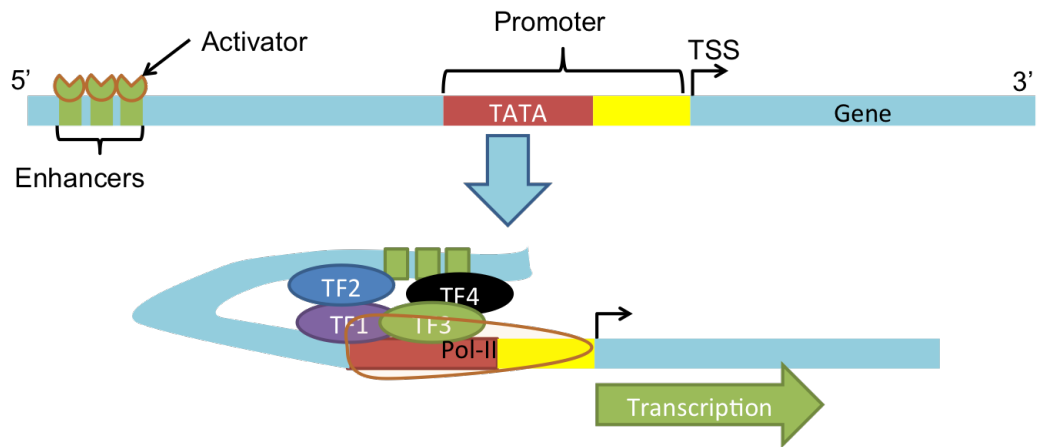 Promoter
Activator
TSS
5’
3’
TATA
Gene
Enhancers
TF2
TF4
TF1
TF3
Pol-II
Transcription